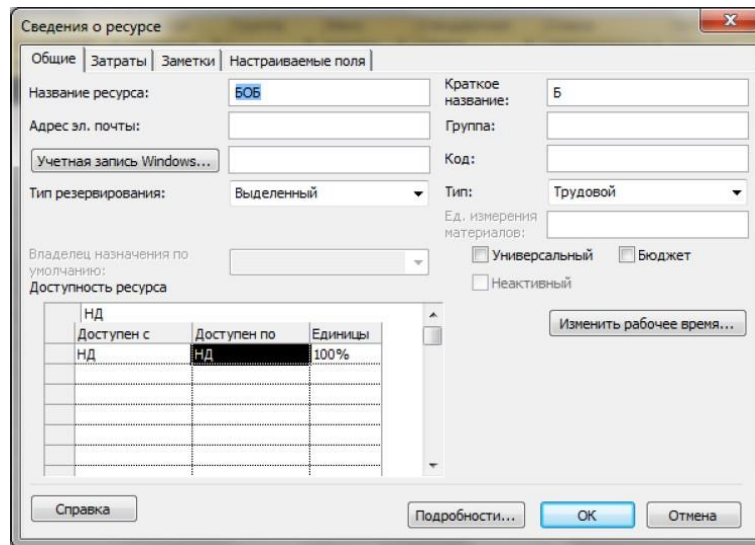 Сведения о ресурсе
Общие Затраты Заметки Настраиваемые поля
Название ресурса: БОБ Краткое название: Б
Адрес эл. почты: Группа:
Учетная запись Windows... Код:
Тип резервирования: Выделенный Тип: Трудовой
Ед. измерения материалов:
Владелец назначения по умолчанию:
Универсальный Бюджет
Неактивный
Доступность ресурса
НД
Изменить рабочее время...
Доступен с Доступен по Единицы
НД НД 100%
Справка Подробности... ОК Отмена